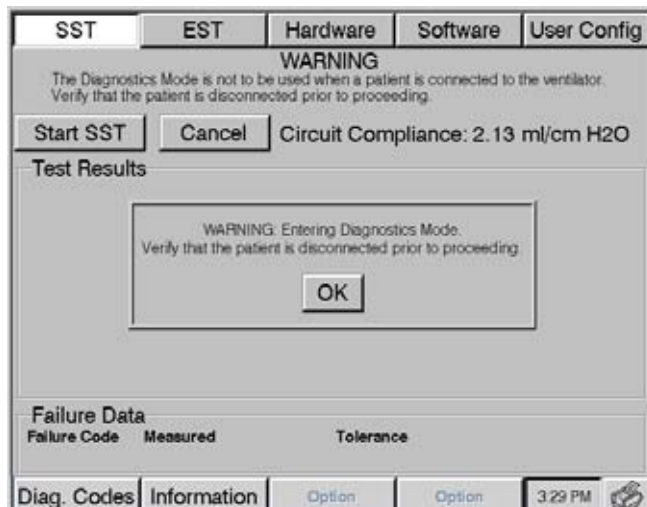 SST EST Hardware Software User Config
WARNING
The Diagnostics Mode is not to be used when a patient is connected to the ventilator.
Verify that the patient is disconnected prior to proceeding.
Start SST Cancel Circuit Compliance: 2.13 ml/cm H2O
Test Results
WARNING: Entering Diagnostics Mode.
Verify that the patient is disconnected prior to proceeding.
OK
Failure Data
Failure Code Measured Tolerance
Diag. Codes Information Option Option 3:29 PM